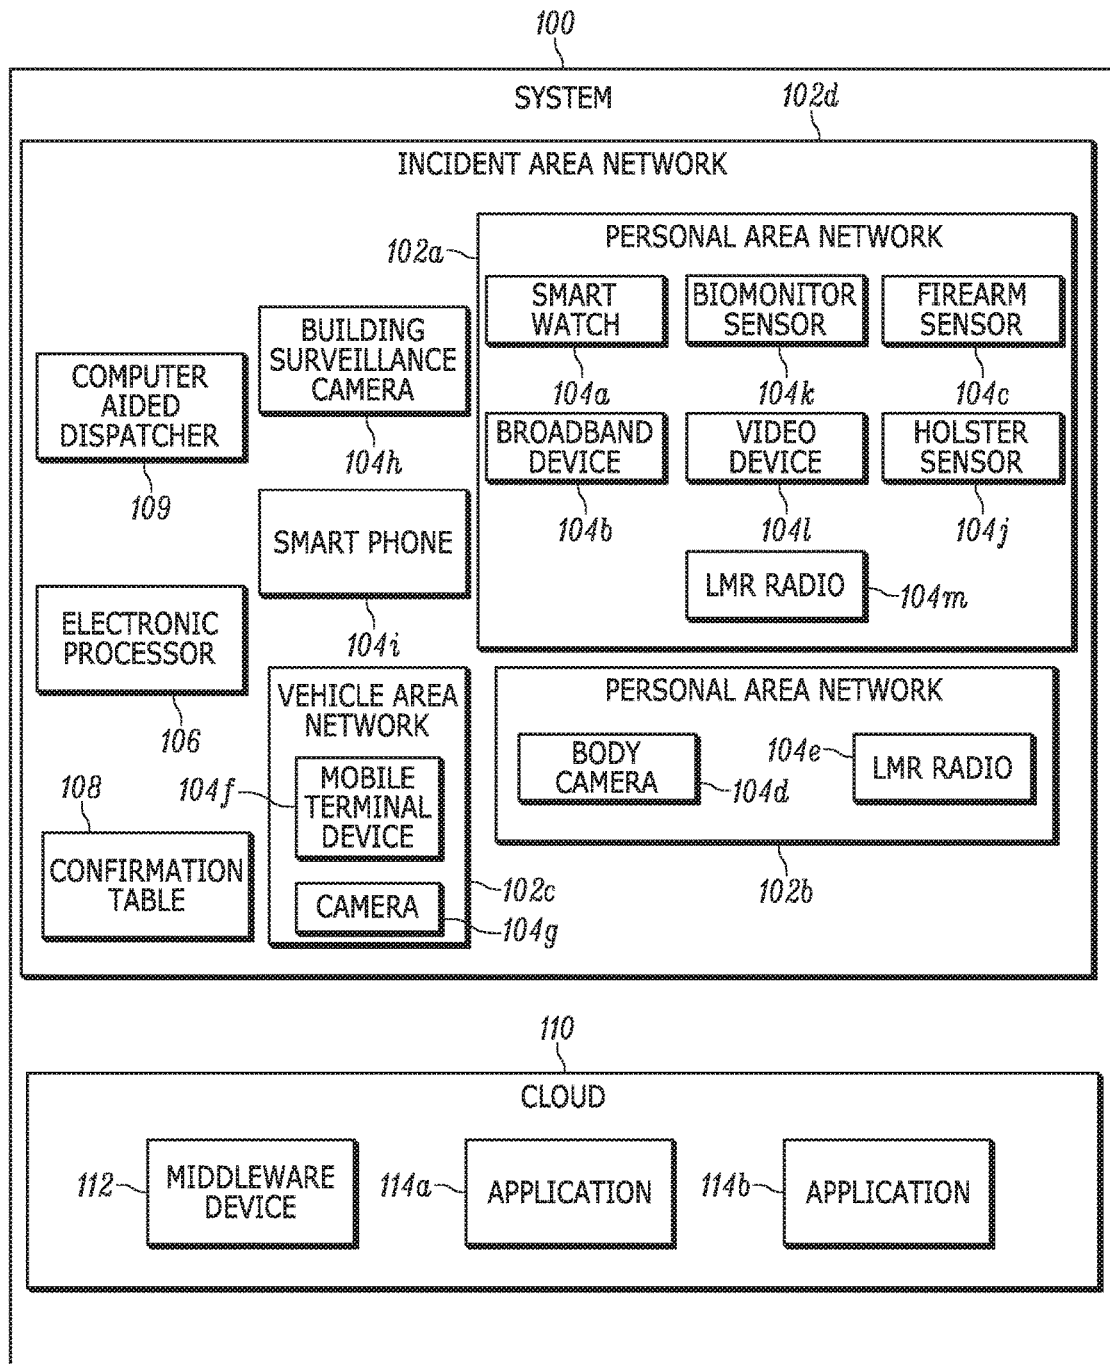 100
SYSTEM
102d
INCIDENT AREA NETWORK
102a
PERSONAL AREA NETWORK
SMART
WATCH
104a
BIOMONITOR
SENSOR
104k
FIREARM
SENSOR
104c
BROADBAND
DEVICE
104b
VIDEO
DEVICE
104l
HOLSTER
SENSOR
104j
LMR RADIO
104m
BUILDING
SURVEILLANCE
CAMERA
104h
COMPUTER
AIDED
DISPATCHER
109
SMART PHONE
104i
ELECTRONIC
PROCESSOR
106
VEHICLE AREA
NETWORK
104f
MOBILE
TERMINAL
DEVICE
CAMERA
104g
102c
PERSONAL AREA NETWORK
BODY
CAMERA
104d
104e
LMR RADIO
102b
108
CONFIRMATION
TABLE
110
CLOUD
112
MIDDLEWARE
DEVICE
114a
APPLICATION
114b
APPLICATION